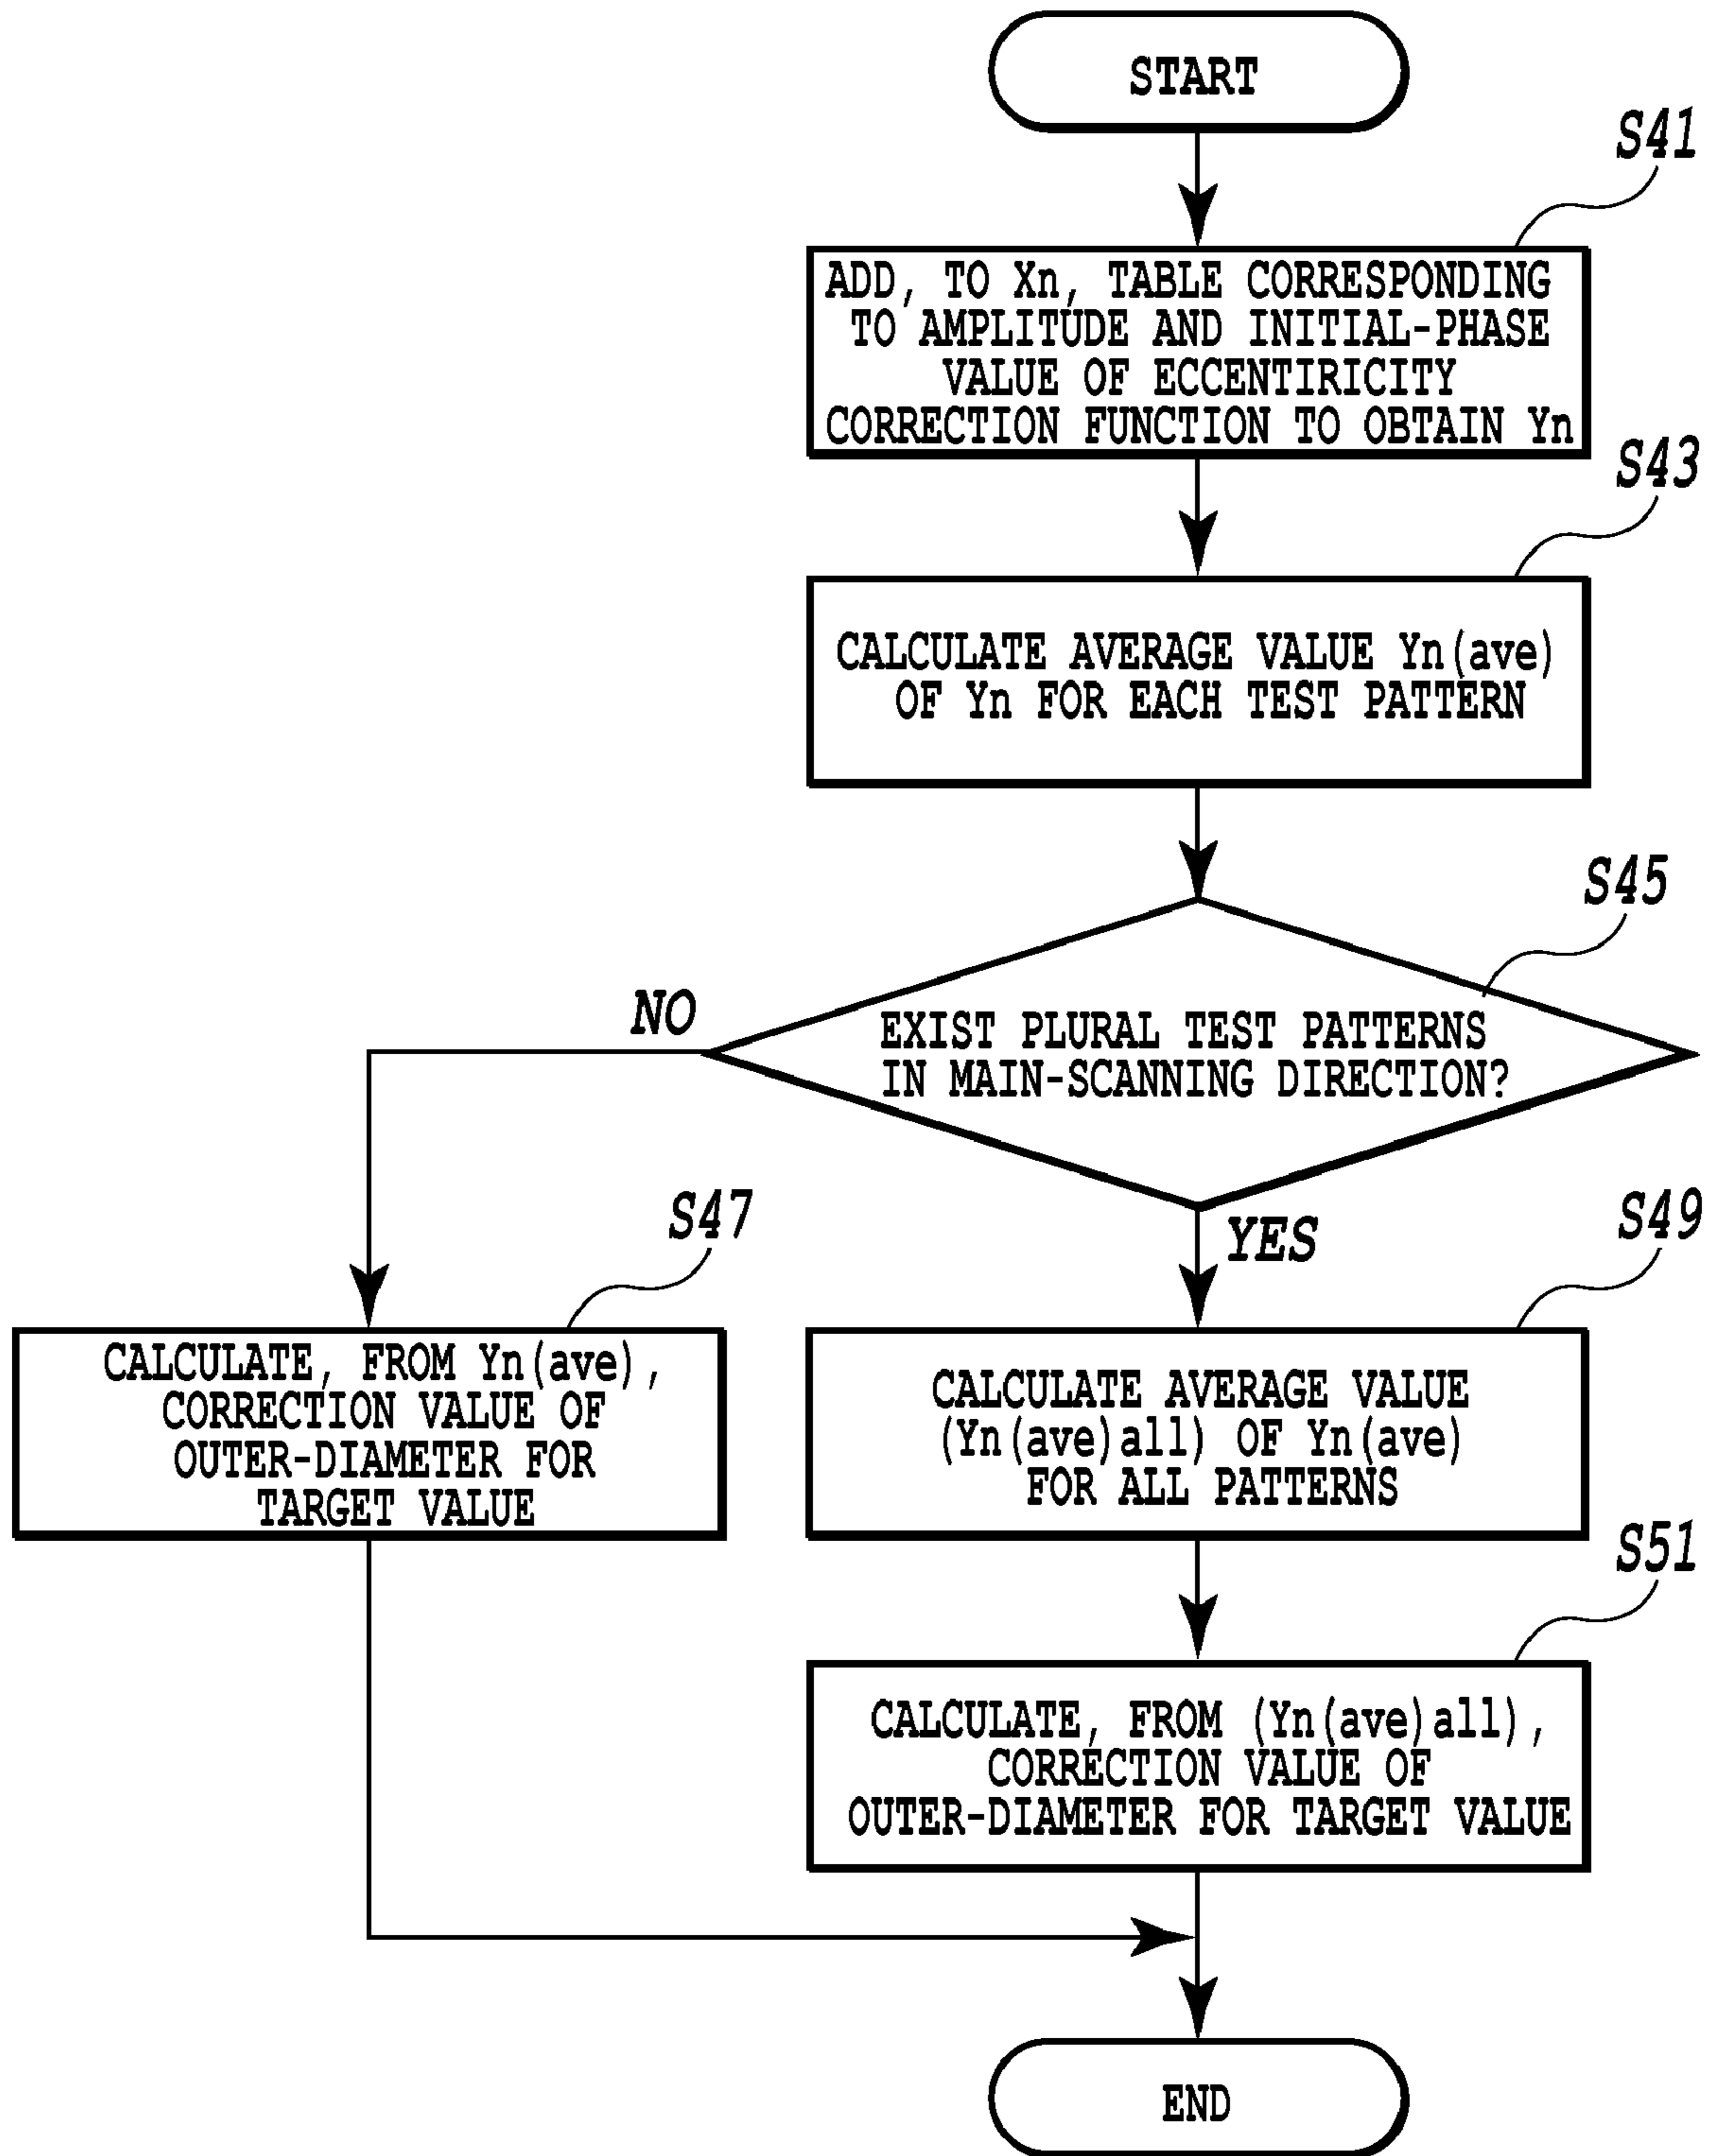 START
S41
ADD, TO Xn, TABLE CORRESPONDING
TO AMPLITUDE AND INITIAL-PHASE
VALUE OF ECCENTIRICITY
CORRECTION FUNCTION TO OBTAIN Yn
S43
CALCULATE AVERAGE VALUE Yn(ave)
OF Yn FOR EACH TEST PATTERN
S45
EXIST PLURAL TEST PATTERNS
IN MAIN-SCANNING DIRECTION?
NO
YES
S47
CALCULATE, FROM Yn(ave),
CORRECTION VALUE OF
OUTER-DIAMETER FOR
TARGET VALUE
S49
CALCULATE AVERAGE VALUE
(Yn(ave)all) OF Yn(ave)
FOR ALL PATTERNS
S51
CALCULATE, FROM (Yn(ave)all),
CORRECTION VALUE OF
OUTER-DIAMETER FOR TARGET VALUE
END